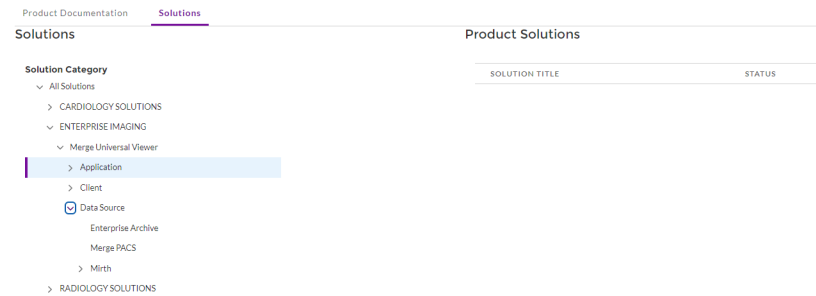 Product Documentation Solutions
Solutions
Product Solutions
Solution Category
SOLUTION TITLE STATUS
All Solutions
CARDIOLOGY SOLUTIONS
ENTERPRISE IMAGING
Merge Universal Viewer
Application
Client
Data Source
Enterprise Archive
Merge PACS
Mirth
RADIOLOGY SOLUTIONS